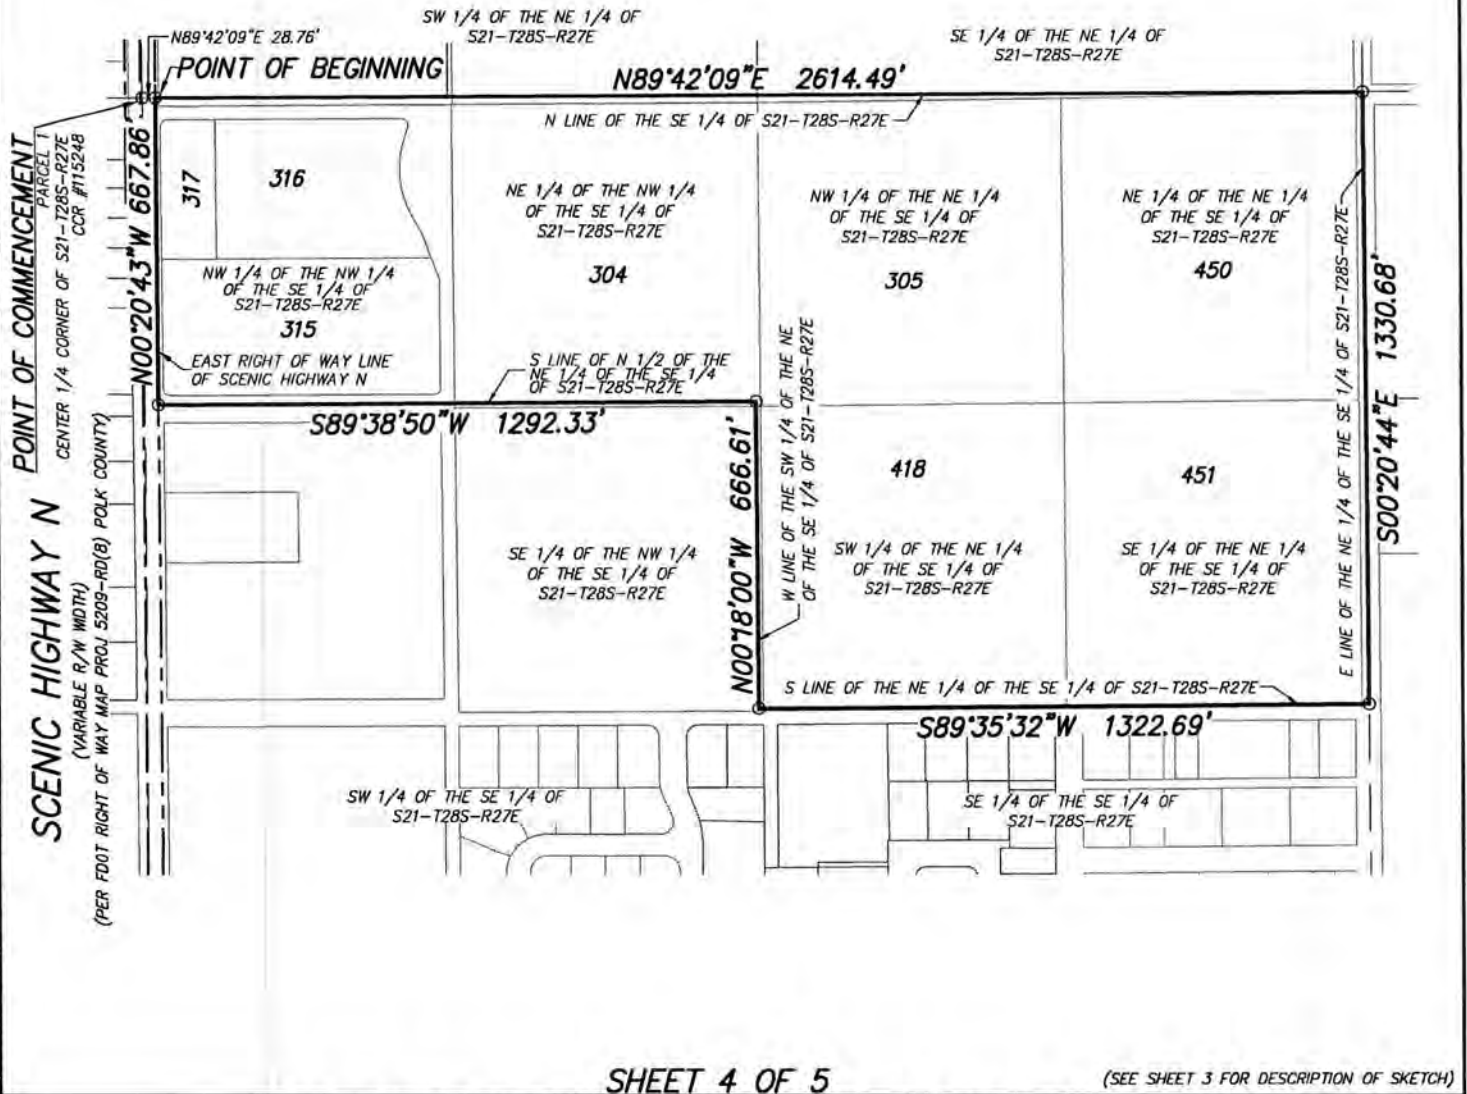 SW 1/4 OF THE NE 1/4 OF
S21-T28S-R27E
SE 1/4 OF THE NE 1/4 OF
S21-T28S-R27E
N89°42'09"E 28.76'
POINT OF BEGINNING
N89°42'09"E 2614.49'
N LINE OF THE SE 1/4 OF S21-T28S-R27E
POINT OF COMMENCEMENT
PARCEL 1
CENTER 1/4 CORNER OF S21-T28S-R27E
CCR #115248
N00°20'43"W 667.86'
317
316
NW 1/4 OF THE NW 1/4
OF THE SE 1/4 OF
S21-T28S-R27E
315
EAST RIGHT OF WAY LINE
OF SCENIC HIGHWAY N
NE 1/4 OF THE NW 1/4
OF THE SE 1/4 OF
S21-T28S-R27E
304
S LINE OF N 1/2 OF THE
NE 1/4 OF THE SE 1/4
OF S21-T28S-R27E
NW 1/4 OF THE NE 1/4
OF THE SE 1/4 OF
S21-T28S-R27E
305
NE 1/4 OF THE NE 1/4
OF THE SE 1/4 OF
S21-T28S-R27E
450
E LINE OF THE NE 1/4 OF THE SE 1/4 OF S21-T28S-R27E
S00°20'44"E 1330.68'
S89°38'50"W 1292.33'
N00°18'00"W 666.61'
W LINE OF THE SW 1/4 OF THE NE
OF THE SE 1/4 OF S21-T28S-R27E
418
SW 1/4 OF THE NE 1/4
OF THE SE 1/4 OF
S21-T28S-R27E
451
SE 1/4 OF THE NE 1/4
OF THE SE 1/4 OF
S21-T28S-R27E
SE 1/4 OF THE NW 1/4
OF THE SE 1/4 OF
S21-T28S-R27E
SCENIC HIGHWAY N
(VARIABLE R/W WIDTH)
(PER FDOT RIGHT OF WAY MAP PROJ 5209-RD(8) POLK COUNTY)
S LINE OF THE NE 1/4 OF THE SE 1/4 OF S21-T28S-R27E
S89°35'32"W 1322.69'
SW 1/4 OF THE SE 1/4 OF
S21-T28S-R27E
SE 1/4 OF THE SE 1/4 OF
S21-T28S-R27E
SHEET 4 OF 5
(SEE SHEET 3 FOR DESCRIPTION OF SKETCH)